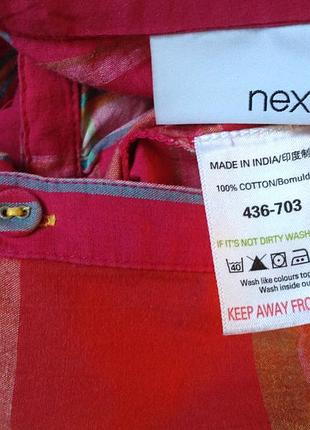 nex
MADE IN INDIA/印度制
100% COTTON/Bomuld
436-703
IF IT'S NOT DIRTY WASH
40
Wash like colours tog
Wash inside ou
KEEP AWAY FRO